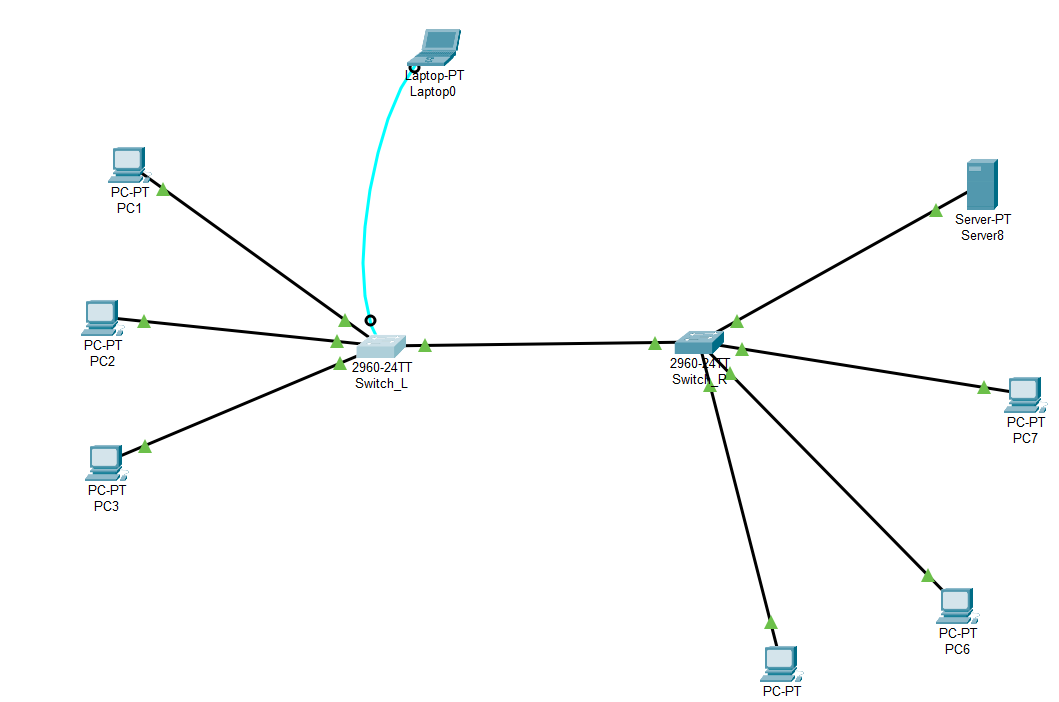 Laptop-PT
Laptop0
PC-PT
PC1
Server-PT
Server8
PC-PT
PC2
2960-24TT
Switch_L
2960-24TT
Switch_R
PC-PT
PC7
PC-PT
PC3
PC-PT
PC6
PC-PT